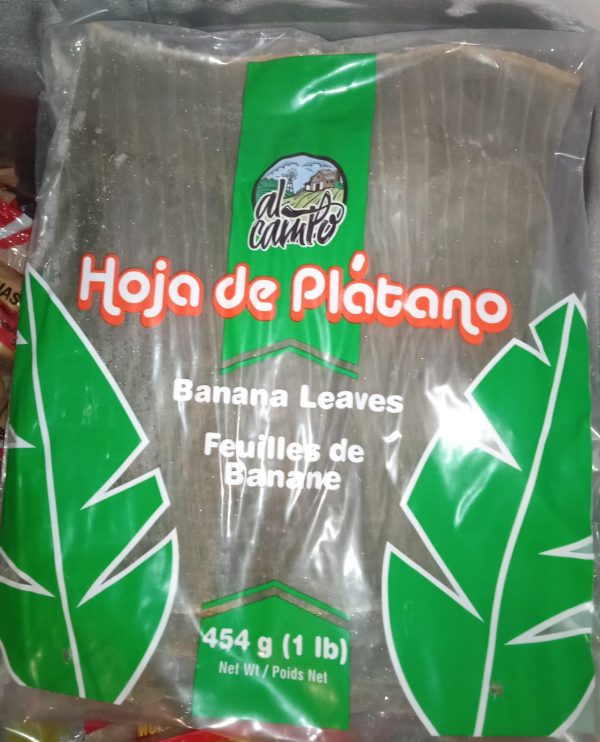 al
campo
Hoja de Plátano
Banana Leaves
Feuilles de
Banane
454 g (1 lb)
Net Wt / Poids Net